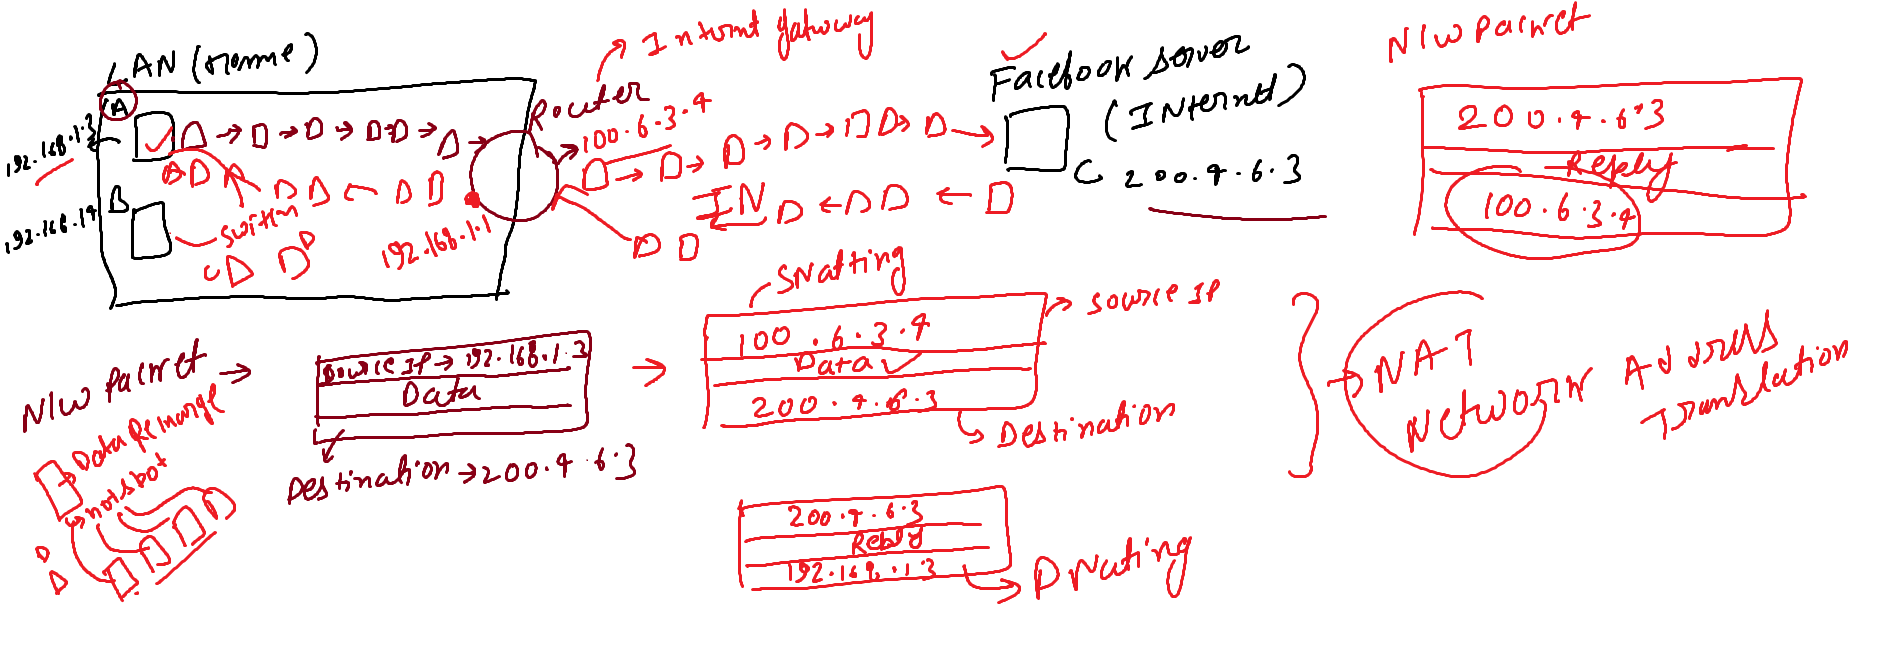 LAN (Home)
Internet gateway
Router
100.6.3.4
192.168.1.3
A
192.168.1.4
B
switch
192.168.1.1
IN
Facebook server
(Internet)
C 200.4.6.3
N/W Packet
200.4.6.3
Reply
100.6.3.4
N/W Packet →
Source IP → 192.168.1.3
Data
Destination → 200.4.6.3
SNatting
100.6.3.4
Data
200.4.6.3
source IP
Destination
NAT
Network Address
Translation
Data Recharge
hotspot
200.4.6.3
Reply
192.168.1.3
DNating